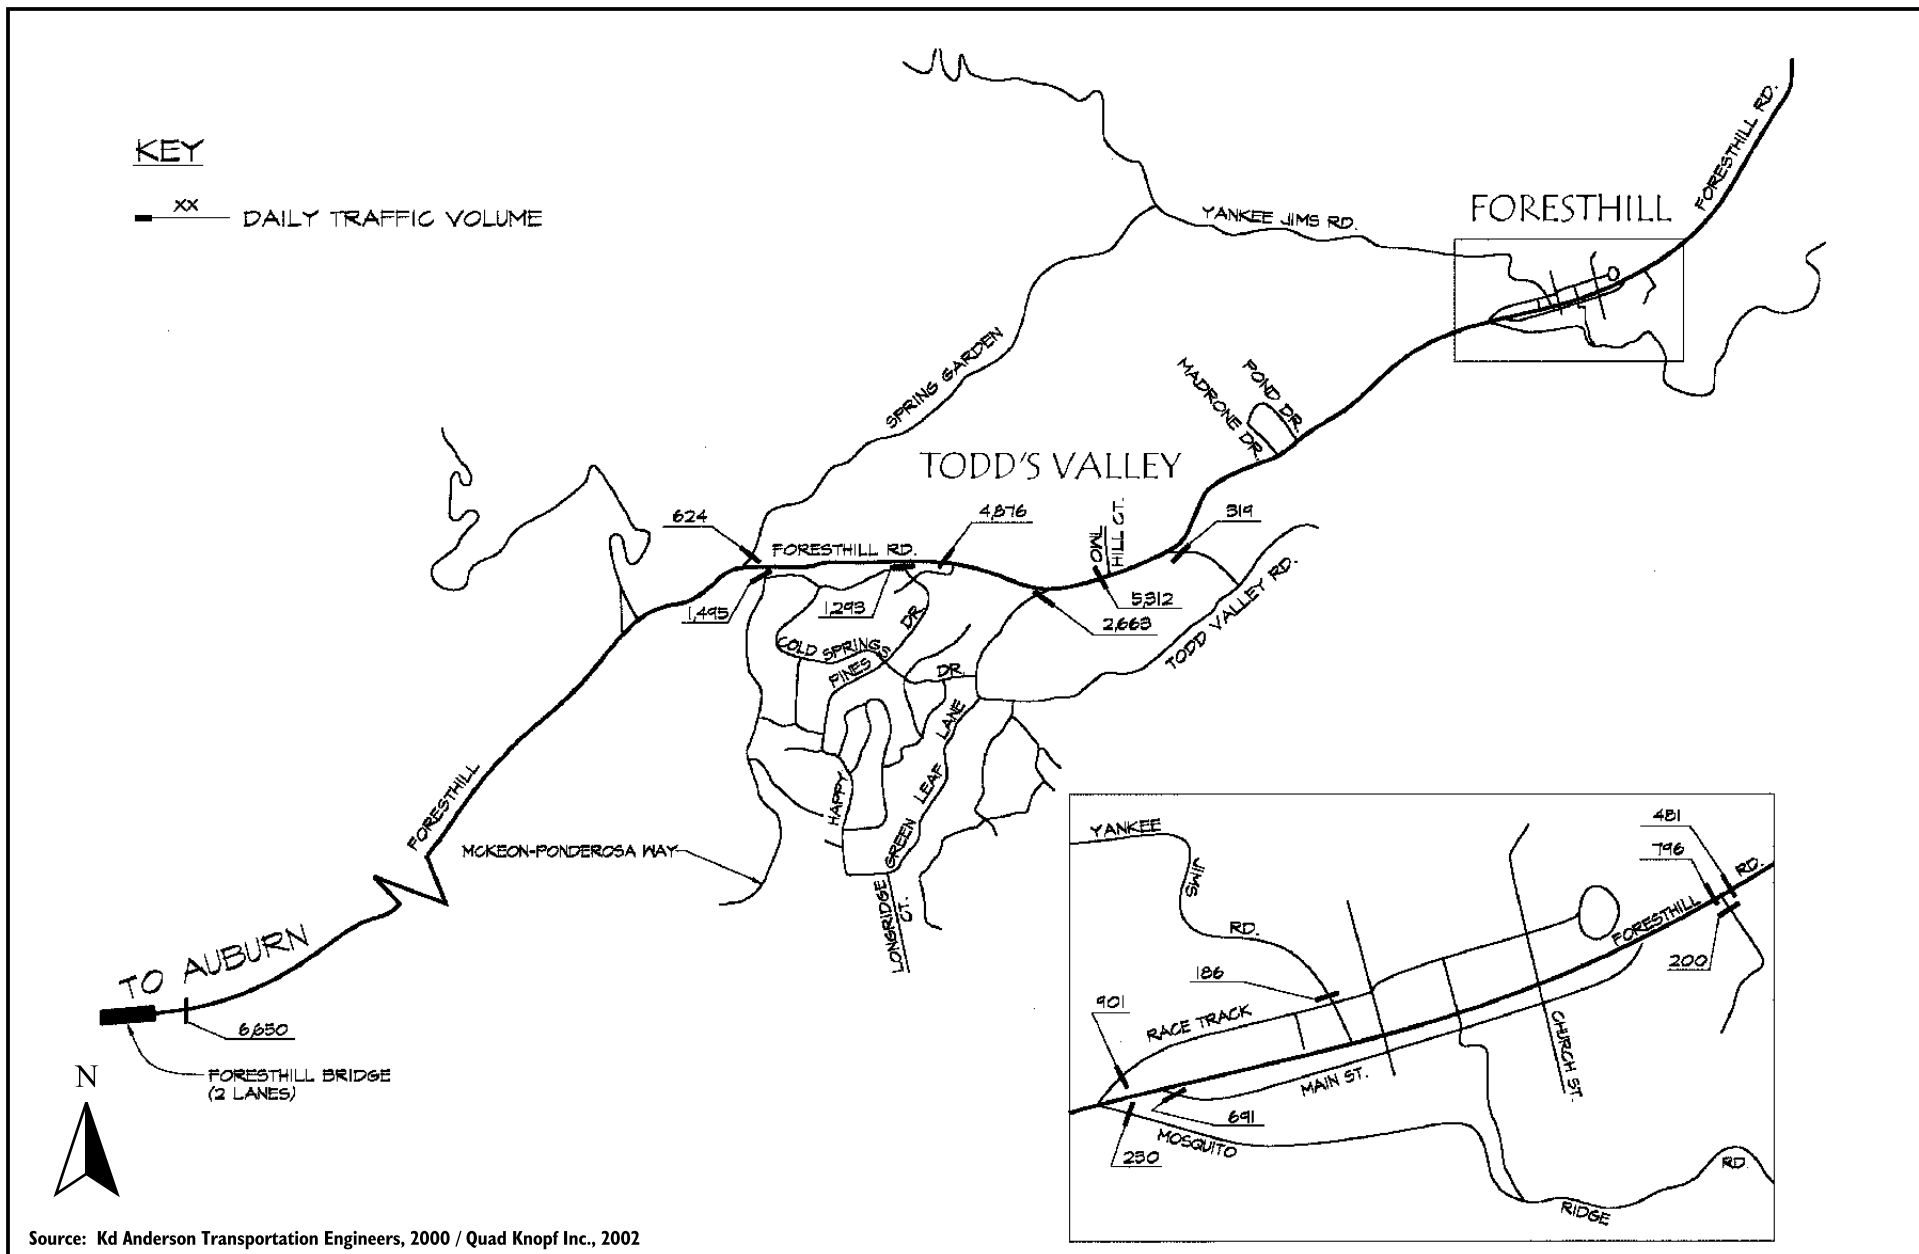 KEY
XX
DAILY TRAFFIC VOLUME
FORESTHILL RD.
FORESTHILL
YANKEE JIMS RD.
SPRING GARDEN
MADRONE DR.
POND DR.
TODD'S VALLEY
624
4,876
OWL
HILL CT.
319
FORESTHILL RD.
1,495
1,293
5,312
2,663
TODD VALLEY RD.
COLD SPRINGS
DR.
PINES
DR.
GREEN LEAF LANE
HAPPY
FORESTHILL
MCKEON-PONDEROSA WAY
LONGRIDGE
CT.
TO AUBURN
6,650
FORESTHILL BRIDGE
(2 LANES)
N
YANKEE
JIMS
RD.
481
796
RD.
FORESTHILL
200
186
901
RACE TRACK
CHURCH ST.
MAIN ST.
691
MOSQUITO
250
RIDGE
RD.
Source: Kd Anderson Transportation Engineers, 2000 / Quad Knopf Inc., 2002